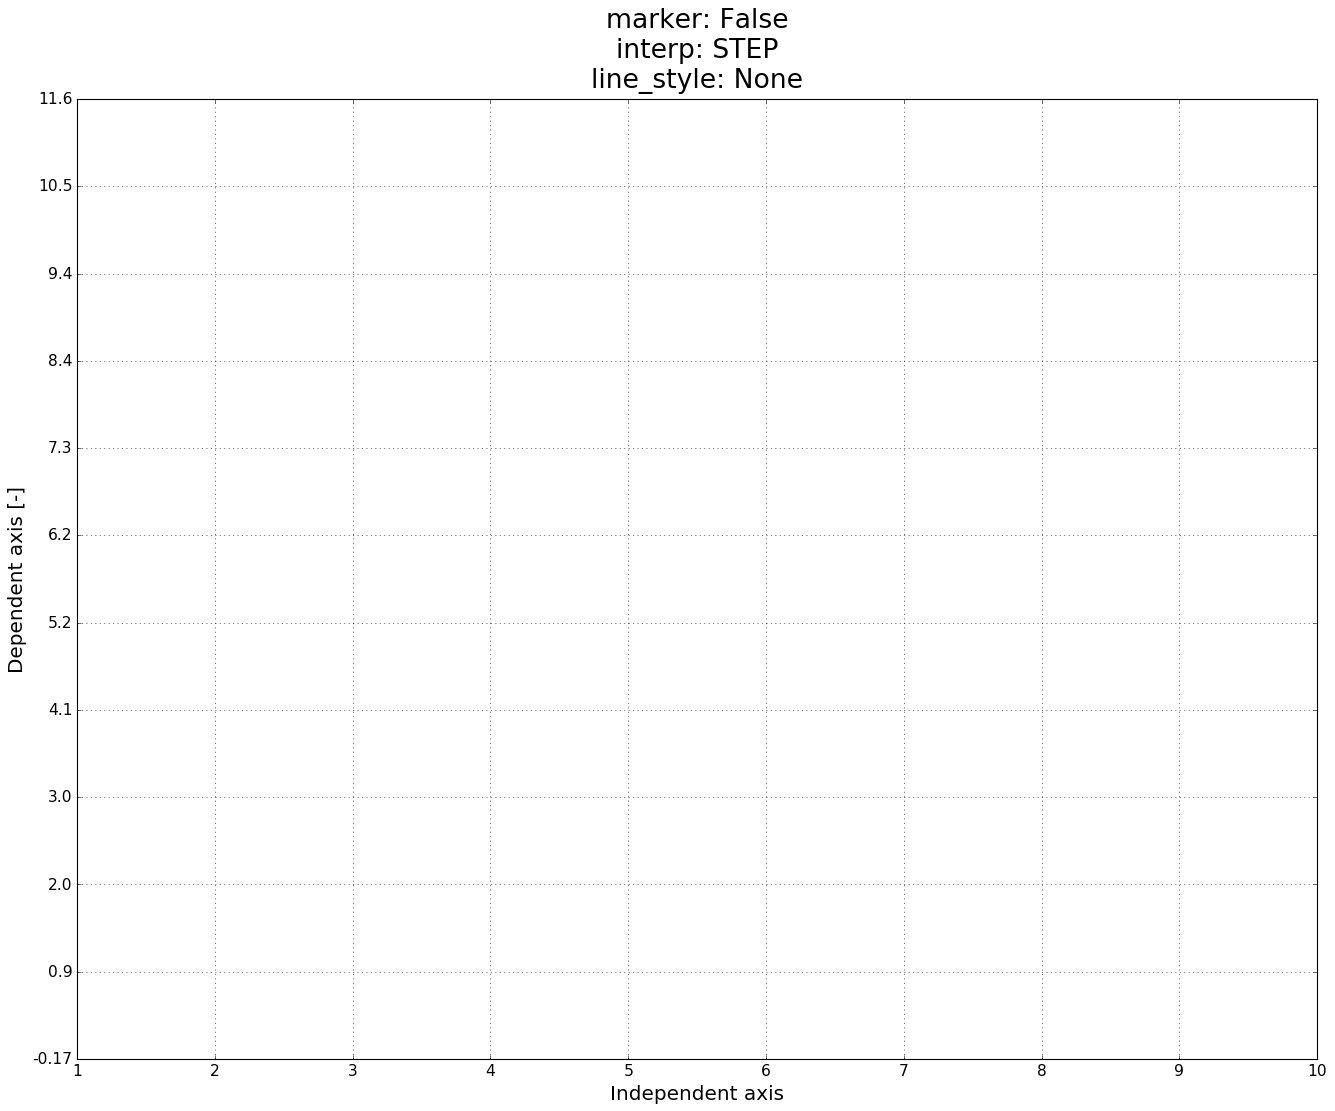 marker: False
interp: STEP
line_style: None
11.6
10.5
9.4
8.4
7.3
6.2
5.2
4.1
3.0
2.0
0.9
-0.17
Dependent axis [-]
1 2 3 4 5 6 7 8 9 10
Independent axis